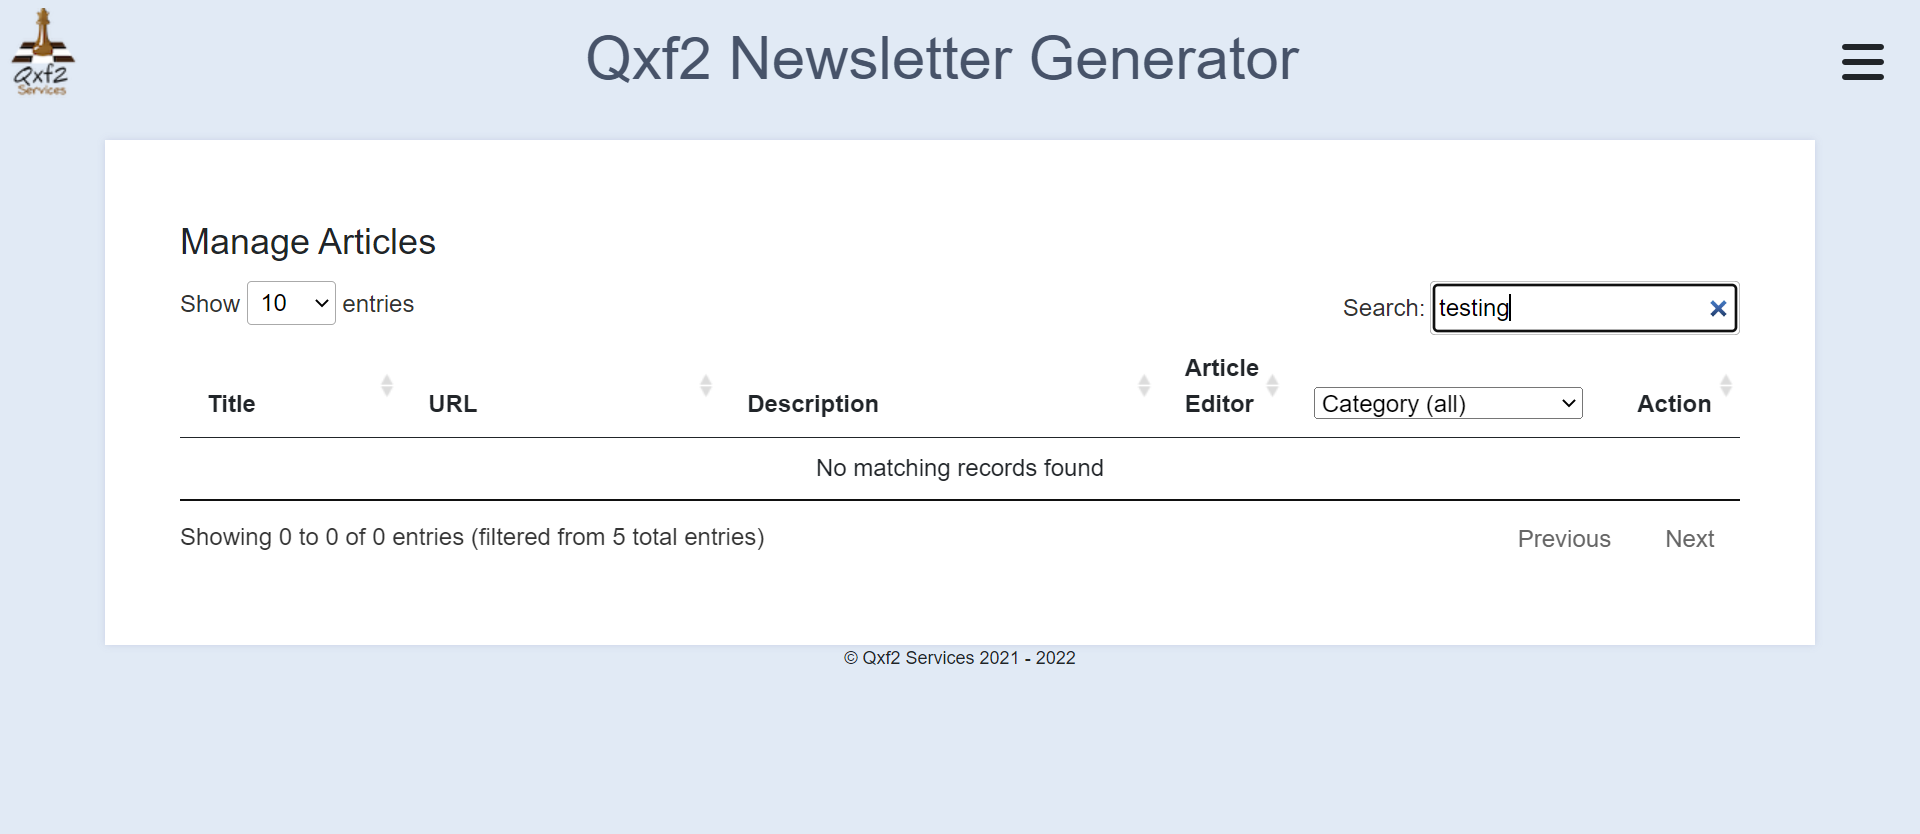 Qxf2
Services
Qxf2 Newsletter Generator
Manage Articles
Show 10 entries
Search: testing
Title URL Description Article Editor Category (all) Action
No matching records found
Showing 0 to 0 of 0 entries (filtered from 5 total entries)
Previous Next
© Qxf2 Services 2021 - 2022